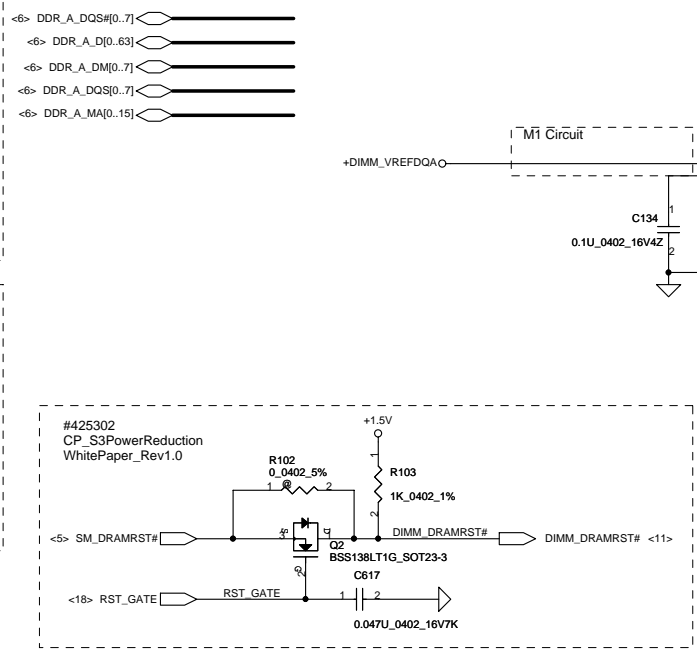 <6> DDR_A_DQS#[0..7]
<6> DDR_A_D[0..63]
<6> DDR_A_DM[0..7]
<6> DDR_A_DQS[0..7]
<6> DDR_A_MA[0..15]
M1 Circuit
+DIMM_VREFDQA
1
C134
0.1U_0402_16V4Z
2
#425302
CP_S3PowerReduction
WhitePaper_Rev1.0
+1.5V
R102
0_0402_5%
1 @ 2
1
R103
1K_0402_1%
2
<5> SM_DRAMRST#
3 S
D 1
DIMM_DRAMRST#
DIMM_DRAMRST# <11>
Q2
BSS138LT1G_SOT23-3
G 2
C617
<18> RST_GATE
RST_GATE
1 2
0.047U_0402_16V7K